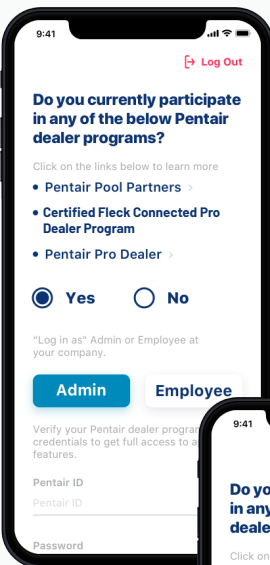 9:41
Log Out
Do you currently participate
in any of the below Pentair
dealer programs?
Click on the links below to learn more
• Pentair Pool Partners >
• Certified Fleck Connected Pro
Dealer Program
• Pentair Pro Dealer >
Yes No
"Log in as" Admin or Employee at
your company.
Admin Employee
Verify your Pentair dealer
credentials to get full access to
features.
Pentair ID
Pentair ID
Password
9:41
Do
in any
Click on